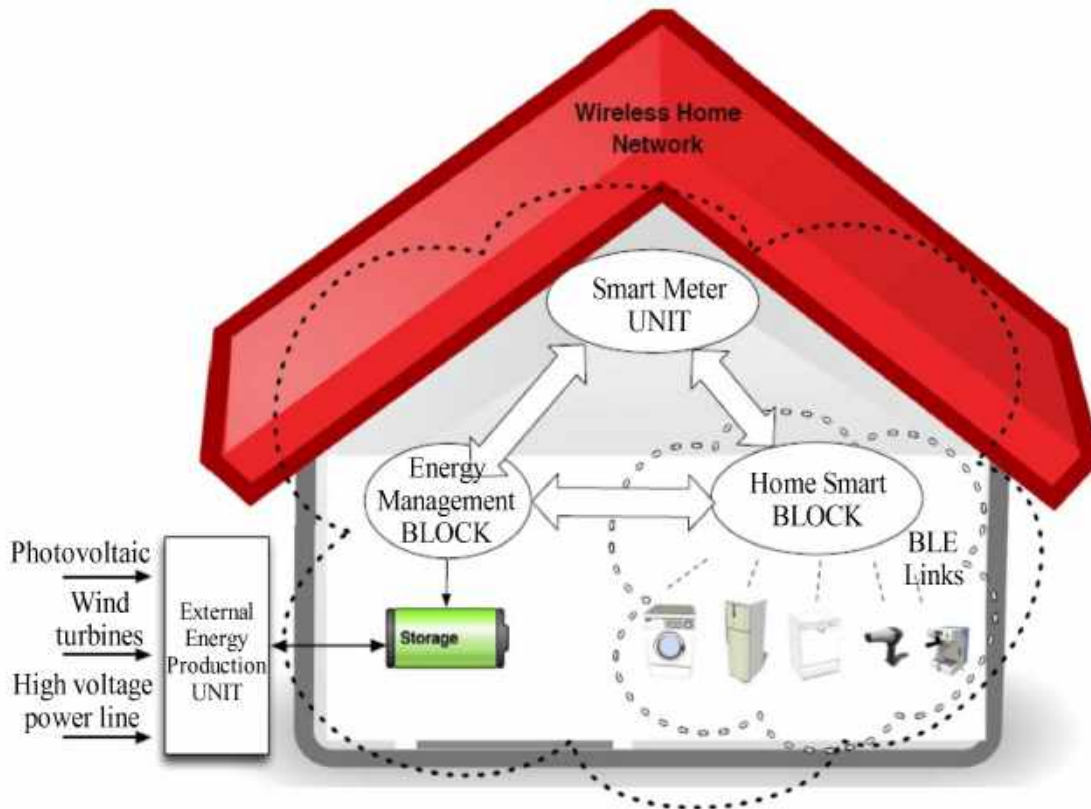 Wireless Home
Network
Smart Meter
UNIT
Energy
Management
BLOCK
Home Smart
BLOCK
BLE
Links
Photovoltaic
Wind
turbines
High voltage
power line
External
Energy
Production
UNIT
Storage